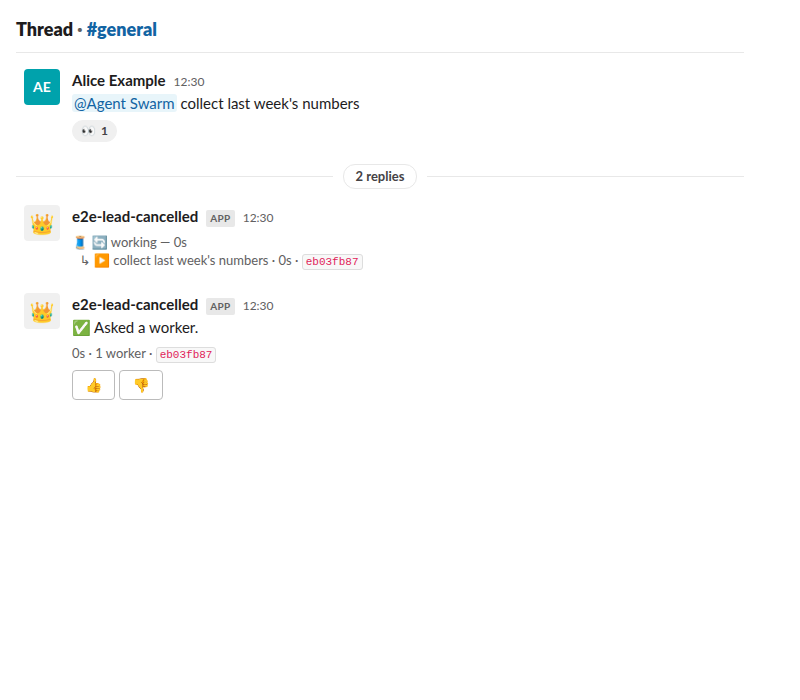 Thread • #general
AE
Alice Example 12:30
@Agent Swarm collect last week's numbers
👀 1
2 replies
e2e-lead-cancelled APP 12:30
🧵 🔄 working — 0s
↳ ▶️ collect last week's numbers · 0s · eb03fb87
e2e-lead-cancelled APP 12:30
✅ Asked a worker.
0s · 1 worker · eb03fb87
👍 👎